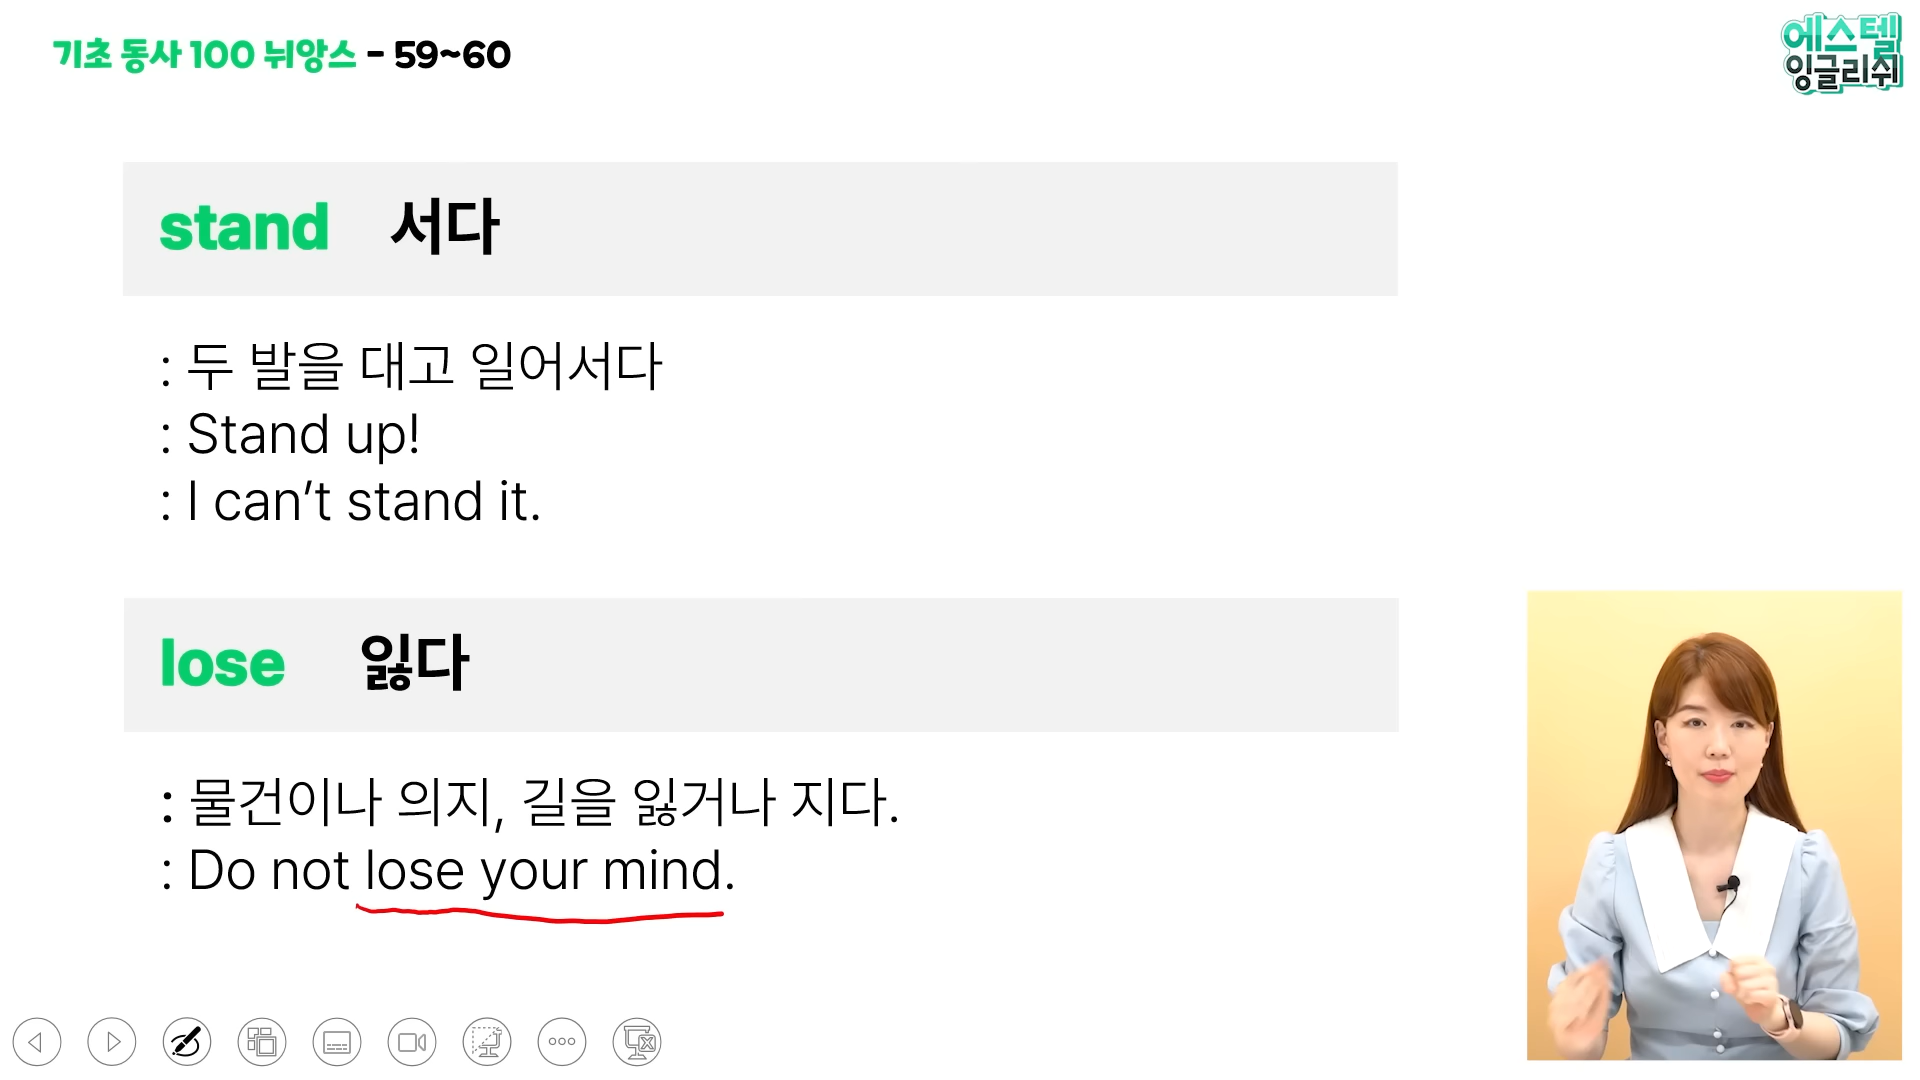 기초 동사 100 뉘앙스 - 59~60
에스텔
잉글리쉬
stand 서다
: 두 발을 대고 일어서다
: Stand up!
: I can't stand it.
lose 잃다
: 물건이나 의지, 길을 잃거나 지다.
: Do not lose your mind.